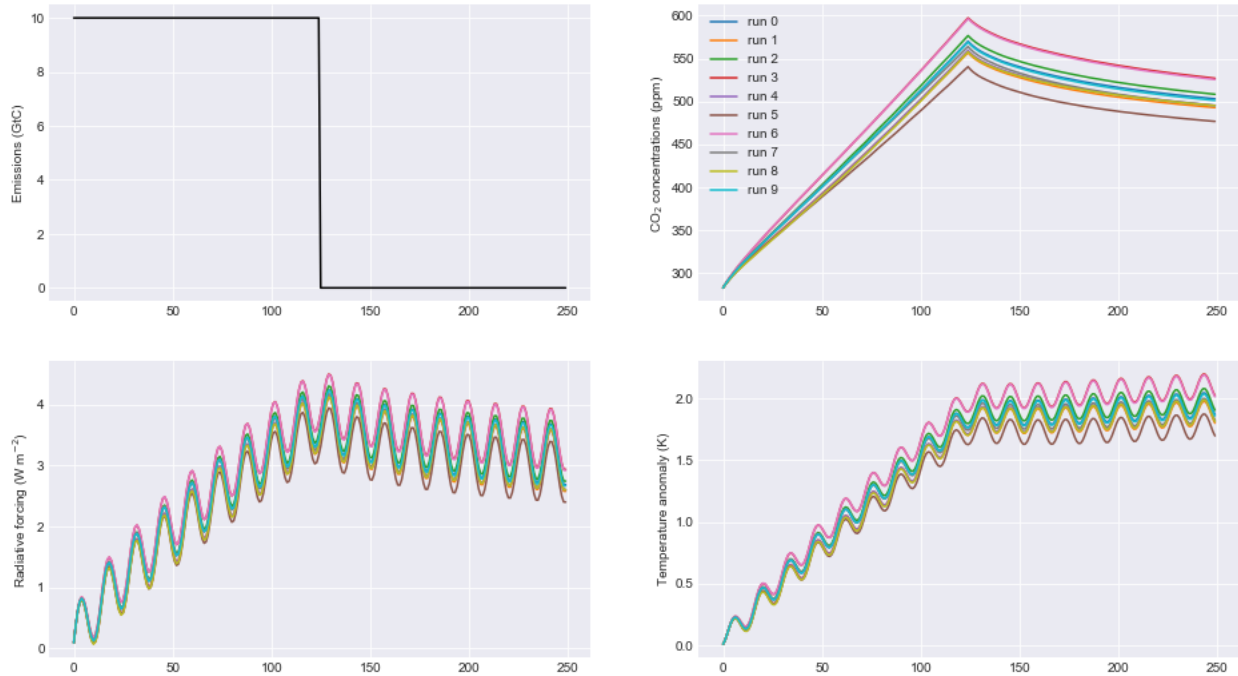 Emissions (GtC)
10
8
6
4
2
0
0 50 100 150 200 250
CO₂ concentrations (ppm)
600
550
500
450
400
350
300
run 0
run 1
run 2
run 3
run 4
run 5
run 6
run 7
run 8
run 9
0 50 100 150 200 250
Radiative forcing (W m⁻²)
4
3
2
1
0
0 50 100 150 200 250
Temperature anomaly (K)
2.0
1.5
1.0
0.5
0.0
0 50 100 150 200 250